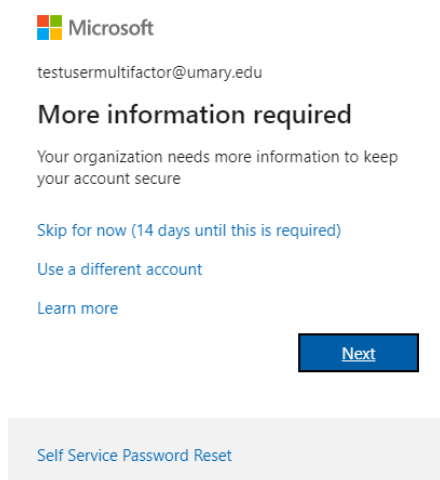 Microsoft
testusermultifactor@umary.edu
More information required
Your organization needs more information to keep
your account secure
Skip for now (14 days until this is required)
Use a different account
Learn more
Next
Self Service Password Reset